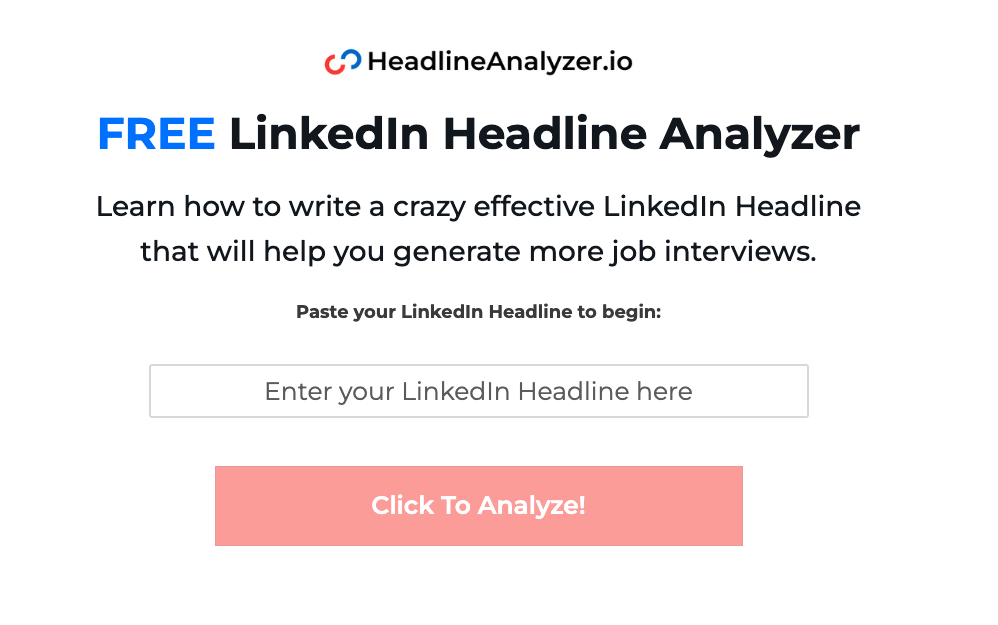 HeadlineAnalyzer.io
FREE LinkedIn Headline Analyzer
Learn how to write a crazy effective LinkedIn Headline
that will help you generate more job interviews.
Paste your LinkedIn Headline to begin:
Enter your LinkedIn Headline here
Click To Analyze!